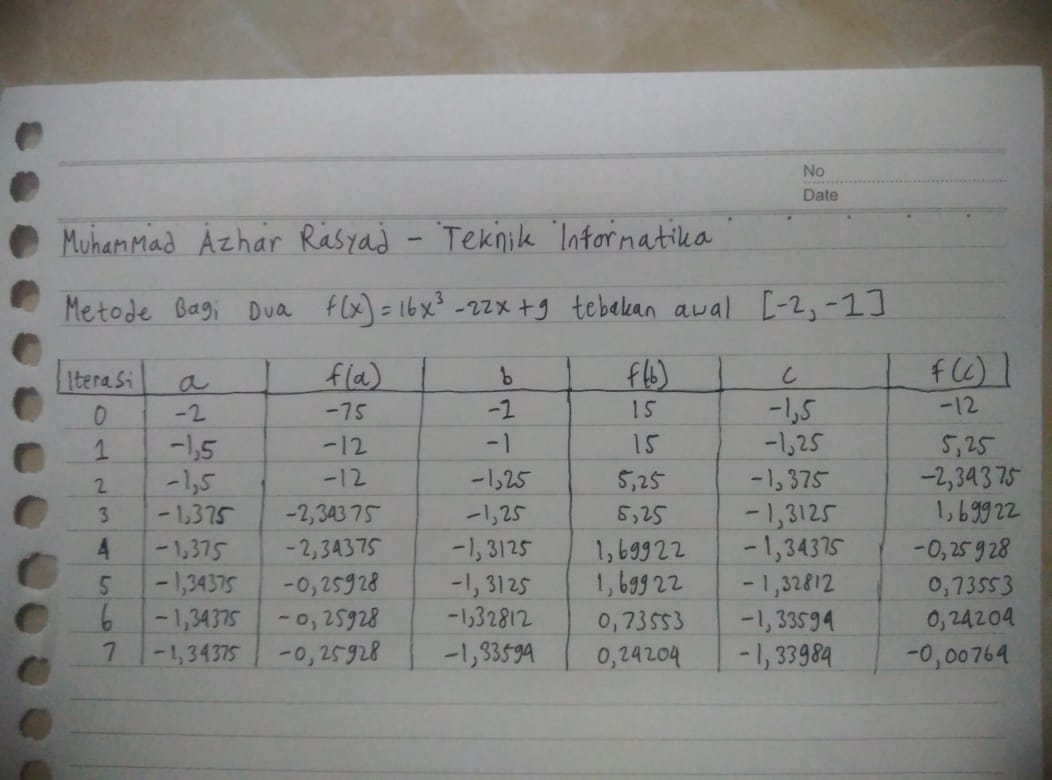 No
Date
Muhammad Azhar Rasyad - Teknik Informatika
Metode Bagi Dua f(x) = 16x³ - 22x + 9 tebakan awal [-2, -1]
Iterasi a f(a) b f(b) c f(c)
0 -2 -75 -1 15 -1,5 -12
1 -1,5 -12 -1 15 -1,25 5,25
2 -1,5 -12 -1,25 5,25 -1,375 -2,34375
3 -1,375 -2,34375 -1,25 5,25 -1,3125 1,69922
4 -1,375 -2,34375 -1,3125 1,69922 -1,34375 -0,25928
5 -1,34375 -0,25928 -1,3125 1,69922 -1,32812 0,73553
6 -1,34375 -0,25928 -1,32812 0,73553 -1,33594 0,24204
7 -1,34375 -0,25928 -1,33594 0,24204 -1,33984 -0,00764